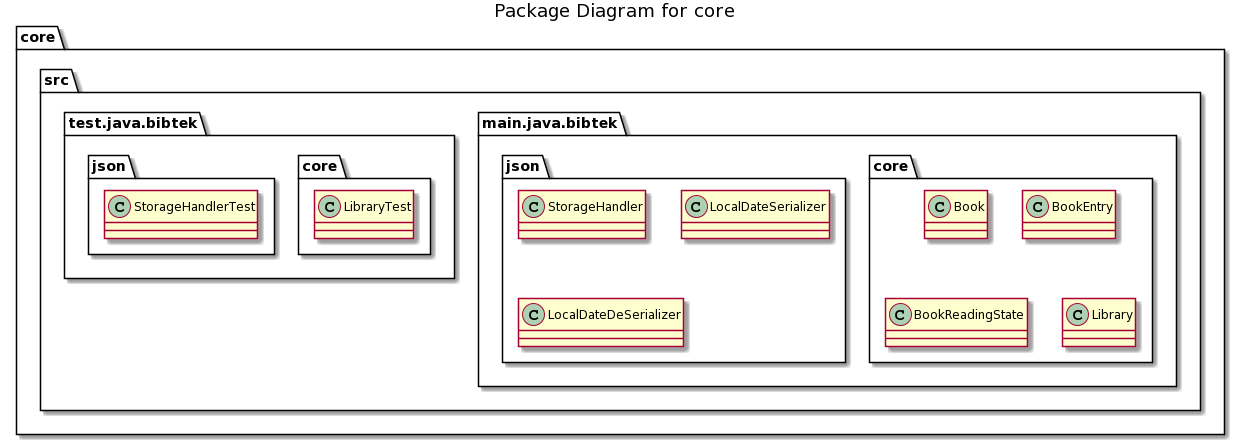 Package Diagram for core
core
src
test.java.bibtek
json
C StorageHandlerTest
core
C LibraryTest
main.java.bibtek
json
C StorageHandler
C LocalDateSerializer
C LocalDateDeSerializer
core
C Book
C BookEntry
C BookReadingState
C Library